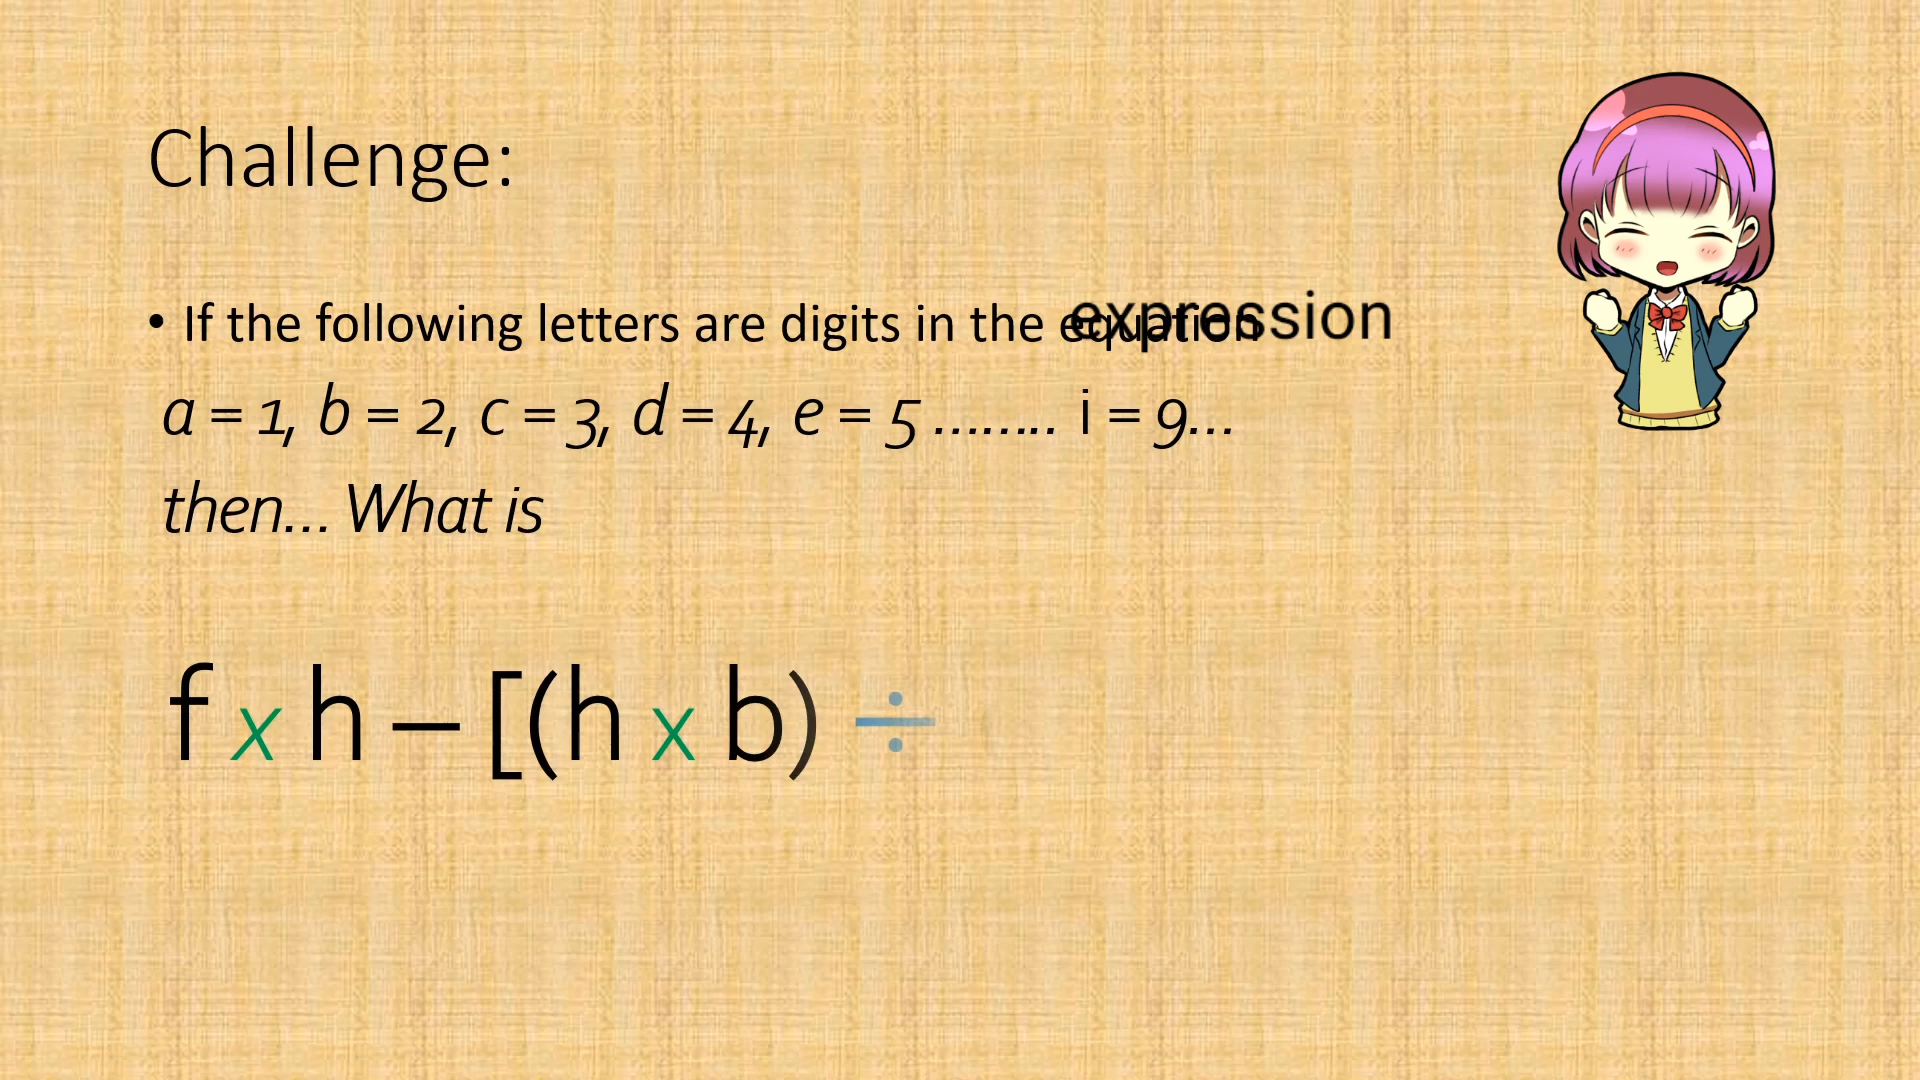 Challenge:
• If the following letters are digits in the equation expression
a = 1, b = 2, c = 3, d = 4, e = 5 ........ i = 9...
then... What is
f x h – [(h x b) ÷